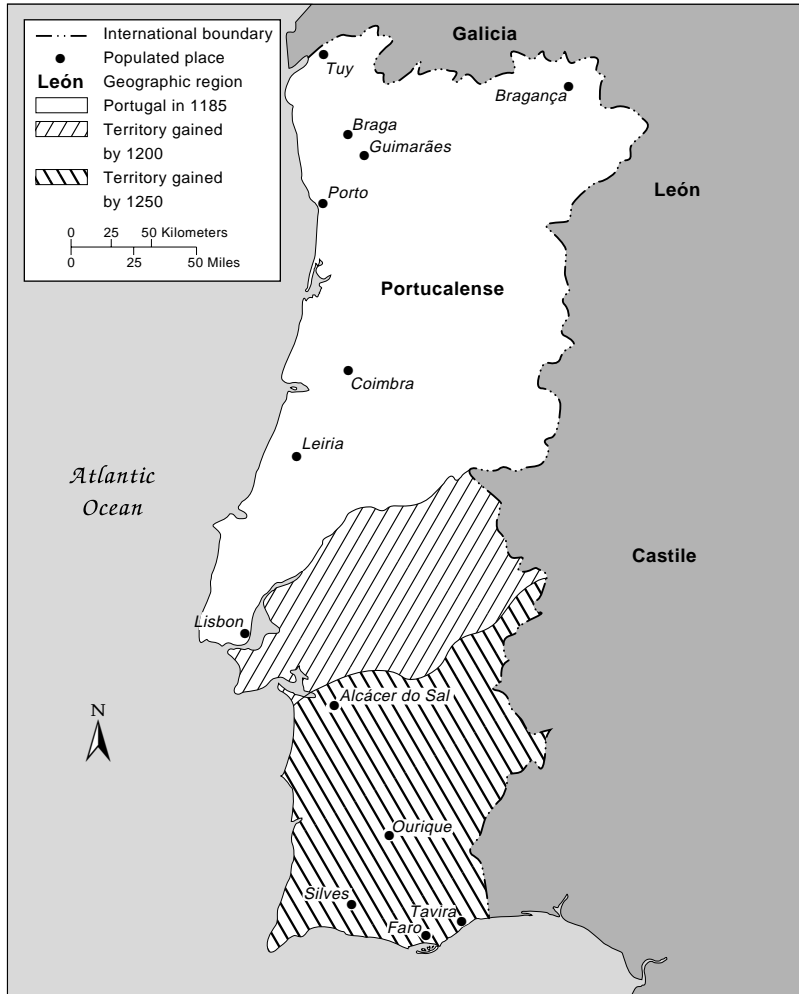 International boundary
Populated place
León Geographic region
Portugal in 1185
Territory gained
by 1200
Territory gained
by 1250
0 25 50 Kilometers
0 25 50 Miles
Galicia
Tuy
Bragança
Braga
Guimarães
León
Porto
Portucalense
Coimbra
Leiria
Atlantic
Ocean
Castile
Lisbon
Alcácer do Sal
N
Ourique
Silves
Tavira
Faro